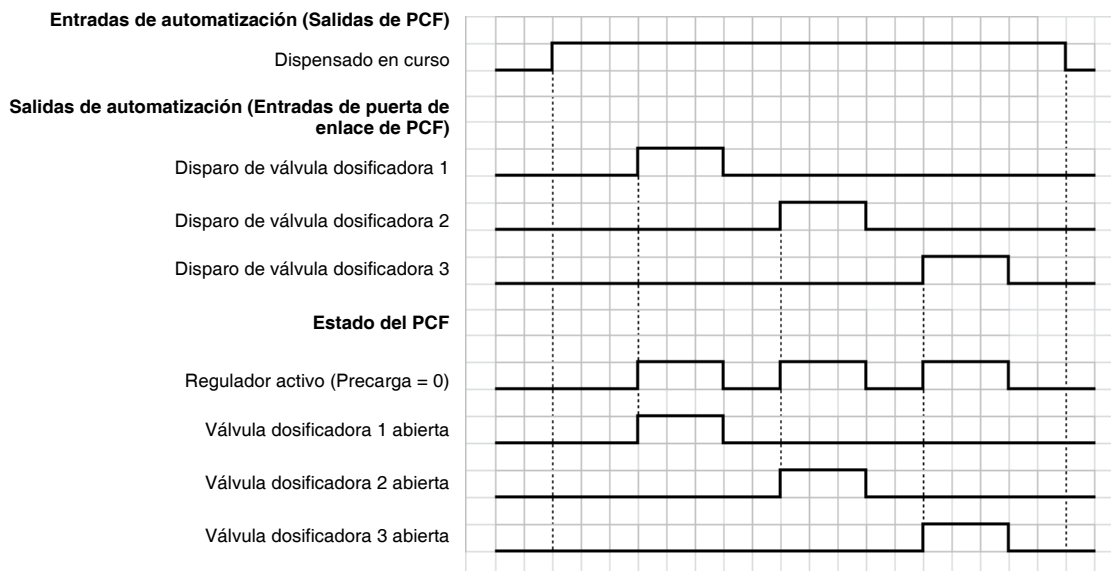 Entradas de automatización (Salidas de PCF)
Dispensado en curso
Salidas de automatización (Entradas de puerta de
enlace de PCF)
Disparo de válvula dosificadora 1
Disparo de válvula dosificadora 2
Disparo de válvula dosificadora 3
Estado del PCF
Regulador activo (Precarga = 0)
Válvula dosificadora 1 abierta
Válvula dosificadora 2 abierta
Válvula dosificadora 3 abierta